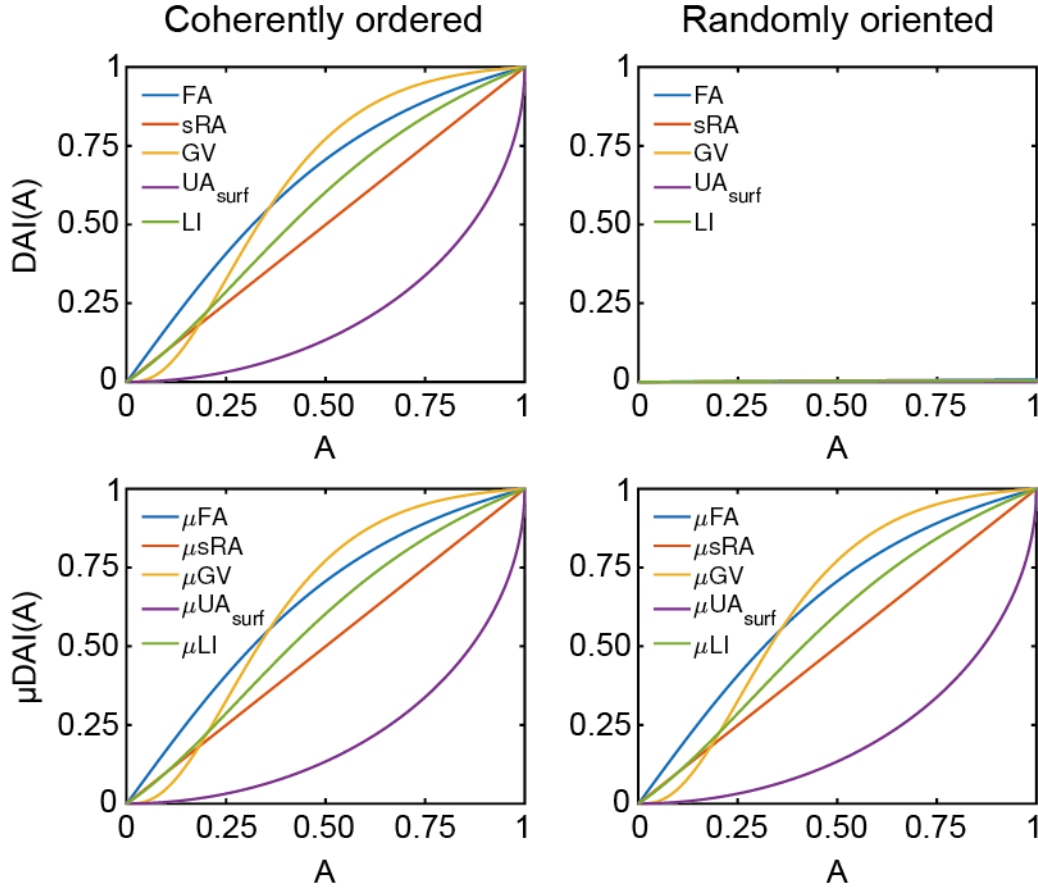 Coherently ordered
Randomly oriented
DAI(A)
1
0.75
0.50
0.25
0
FA
sRA
GV
UAsurf
LI
0 0.25 0.50 0.75 1
A
1
0.75
0.50
0.25
0
FA
sRA
GV
UAsurf
LI
0 0.25 0.50 0.75 1
A
µDAI(A)
1
0.75
0.50
0.25
0
μFA
μsRA
μGV
μUAsurf
μLI
0 0.25 0.50 0.75 1
A
1
0.75
0.50
0.25
0
μFA
μsRA
μGV
μUAsurf
μLI
0 0.25 0.50 0.75 1
A